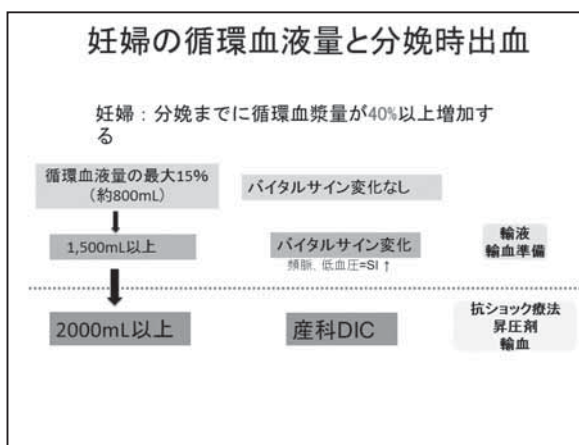 妊婦の循環血液量と分娩時出血
妊婦：分娩までに循環血漿量が40%以上増加す
る
循環血液量の最大15%
（約800mL）
バイタルサイン変化なし
1,500mL以上
バイタルサイン変化
頻脈、低血圧=SI ↑
輸液
輸血準備
2000mL以上
産科DIC
抗ショック療法
昇圧剤
輸血